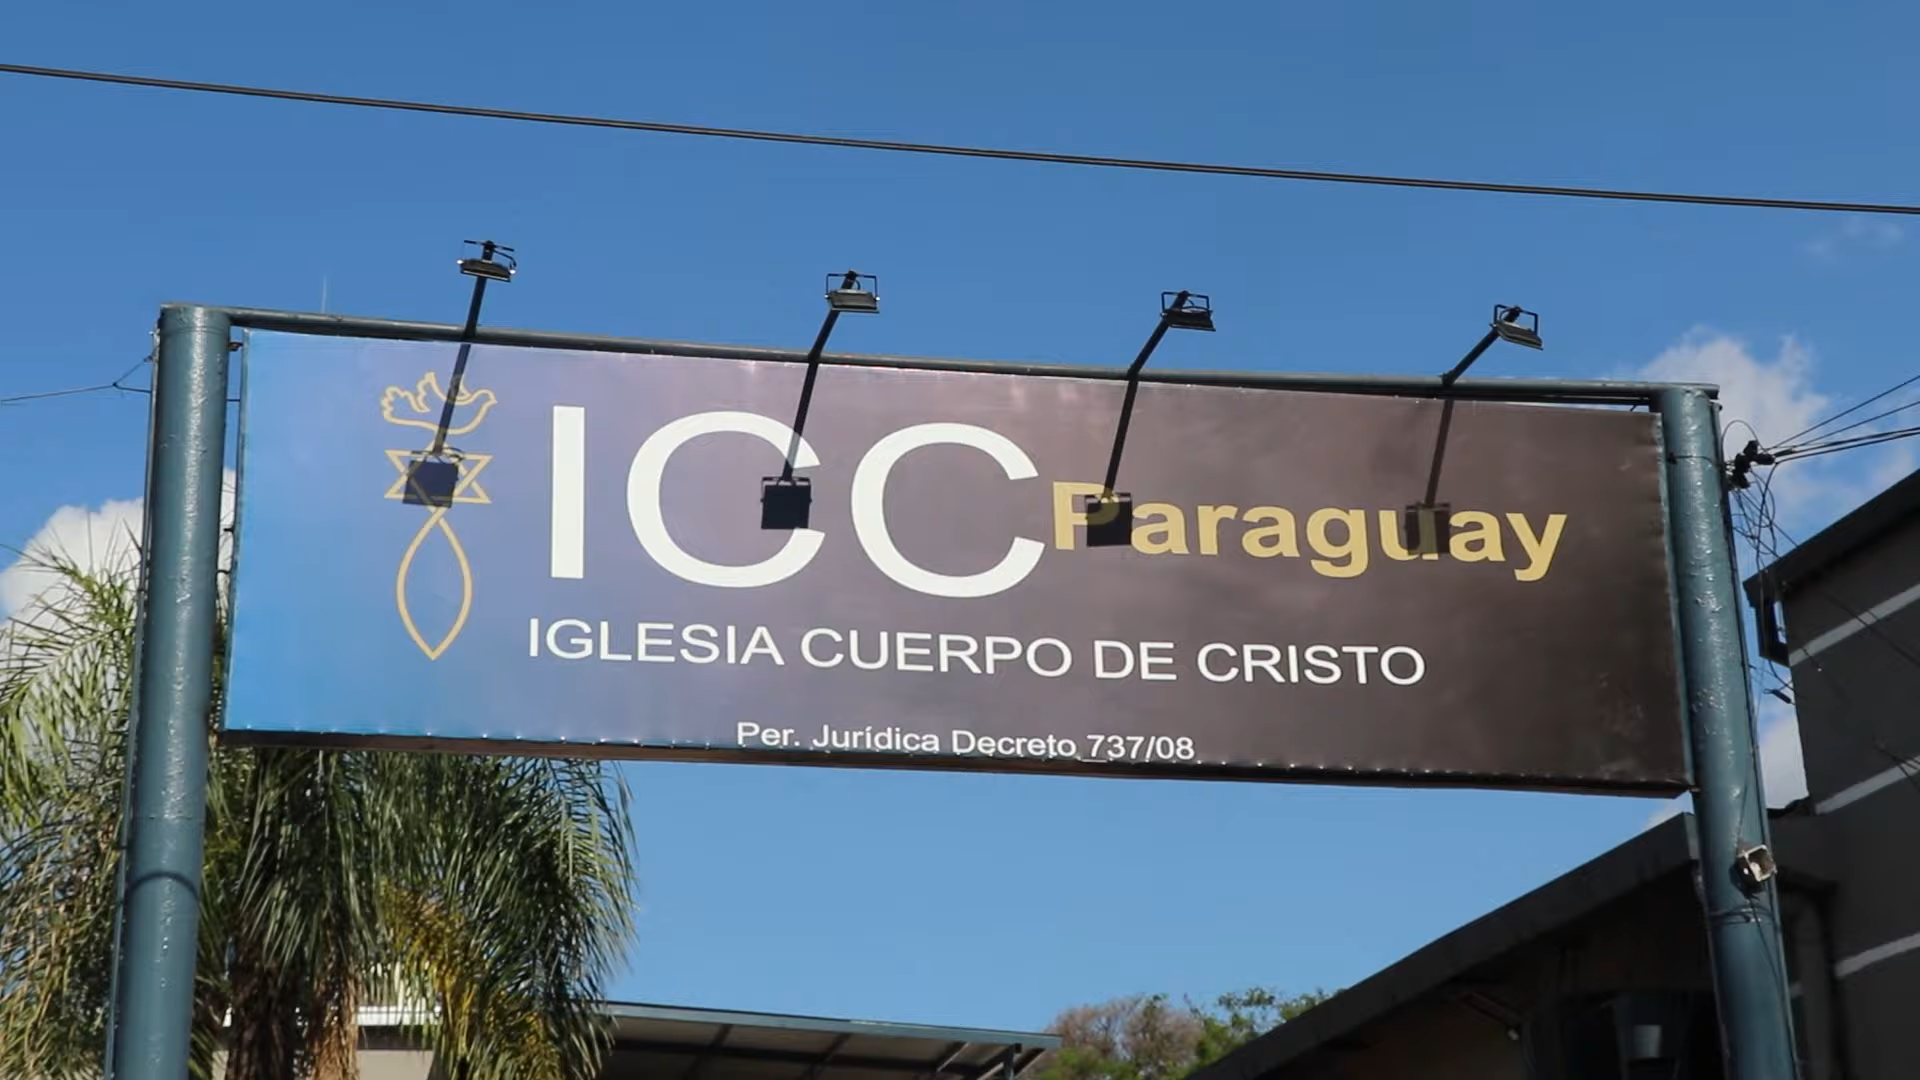 ICC Paraguay
IGLESIA CUERPO DE CRISTO
Per. Jurídica Decreto 737/08